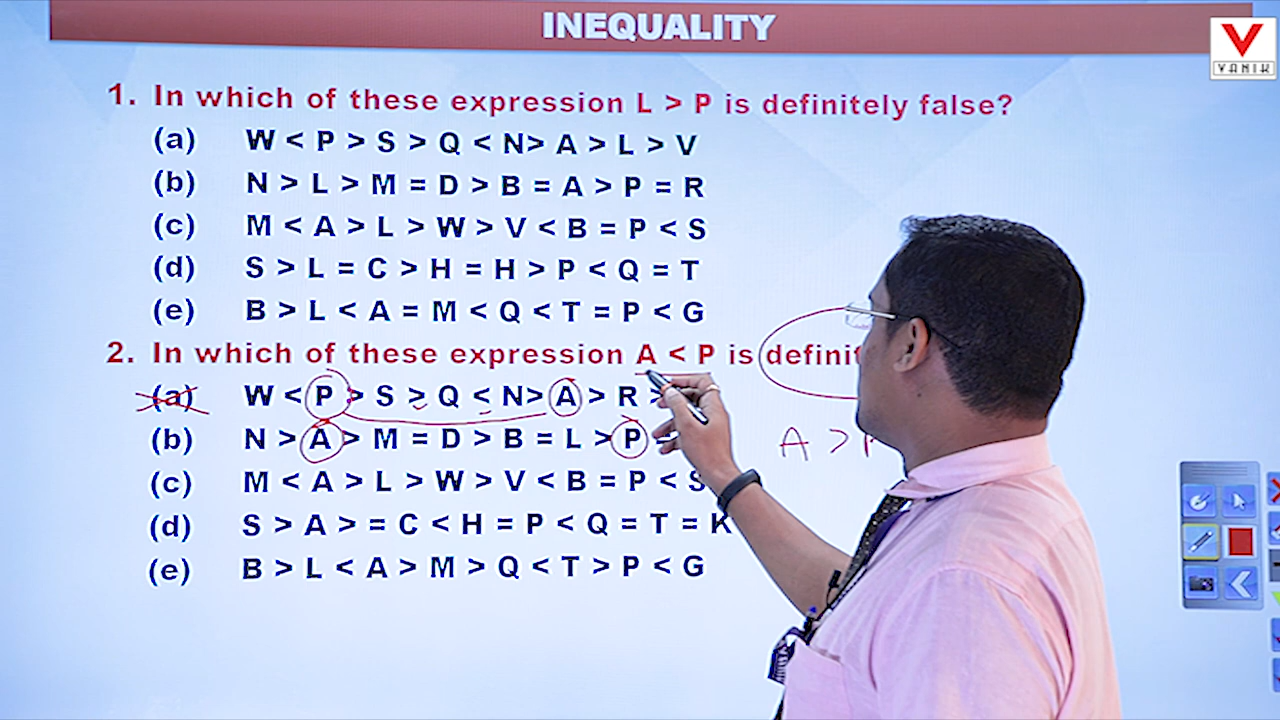 INEQUALITY
VANIK
1. In which of these expression L > P is definitely false?
(a) W < P > S > Q < N> A > L > V
(b) N > L > M = D > B = A > P = R
(c) M < A > L > W > V < B = P < S
(d) S > L = C > H = H > P < Q = T
(e) B > L < A = M < Q < T = P < G
2. In which of these expression A < P is definit
(a) W < P > S > Q < N> A > R >
(b) N > A > M = D > B = L > P =
A >
(c) M < A > L > W > V < B = P < S
(d) S > A > = C < H = P < Q = T = K
(e) B > L < A > M > Q < T > P < G